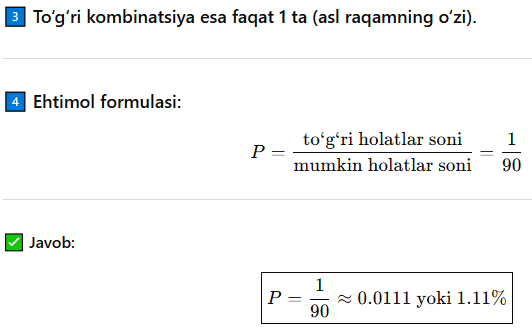 3 To‘g‘ri kombinatsiya esa faqat 1 ta (asl raqamning o‘zi).
4 Ehtimol formulasi:
P = to‘g‘ri holatlar soni / mumkin holatlar soni = 1 / 90
✅ Javob:
P = 1 / 90 ≈ 0.0111 yoki 1.11%